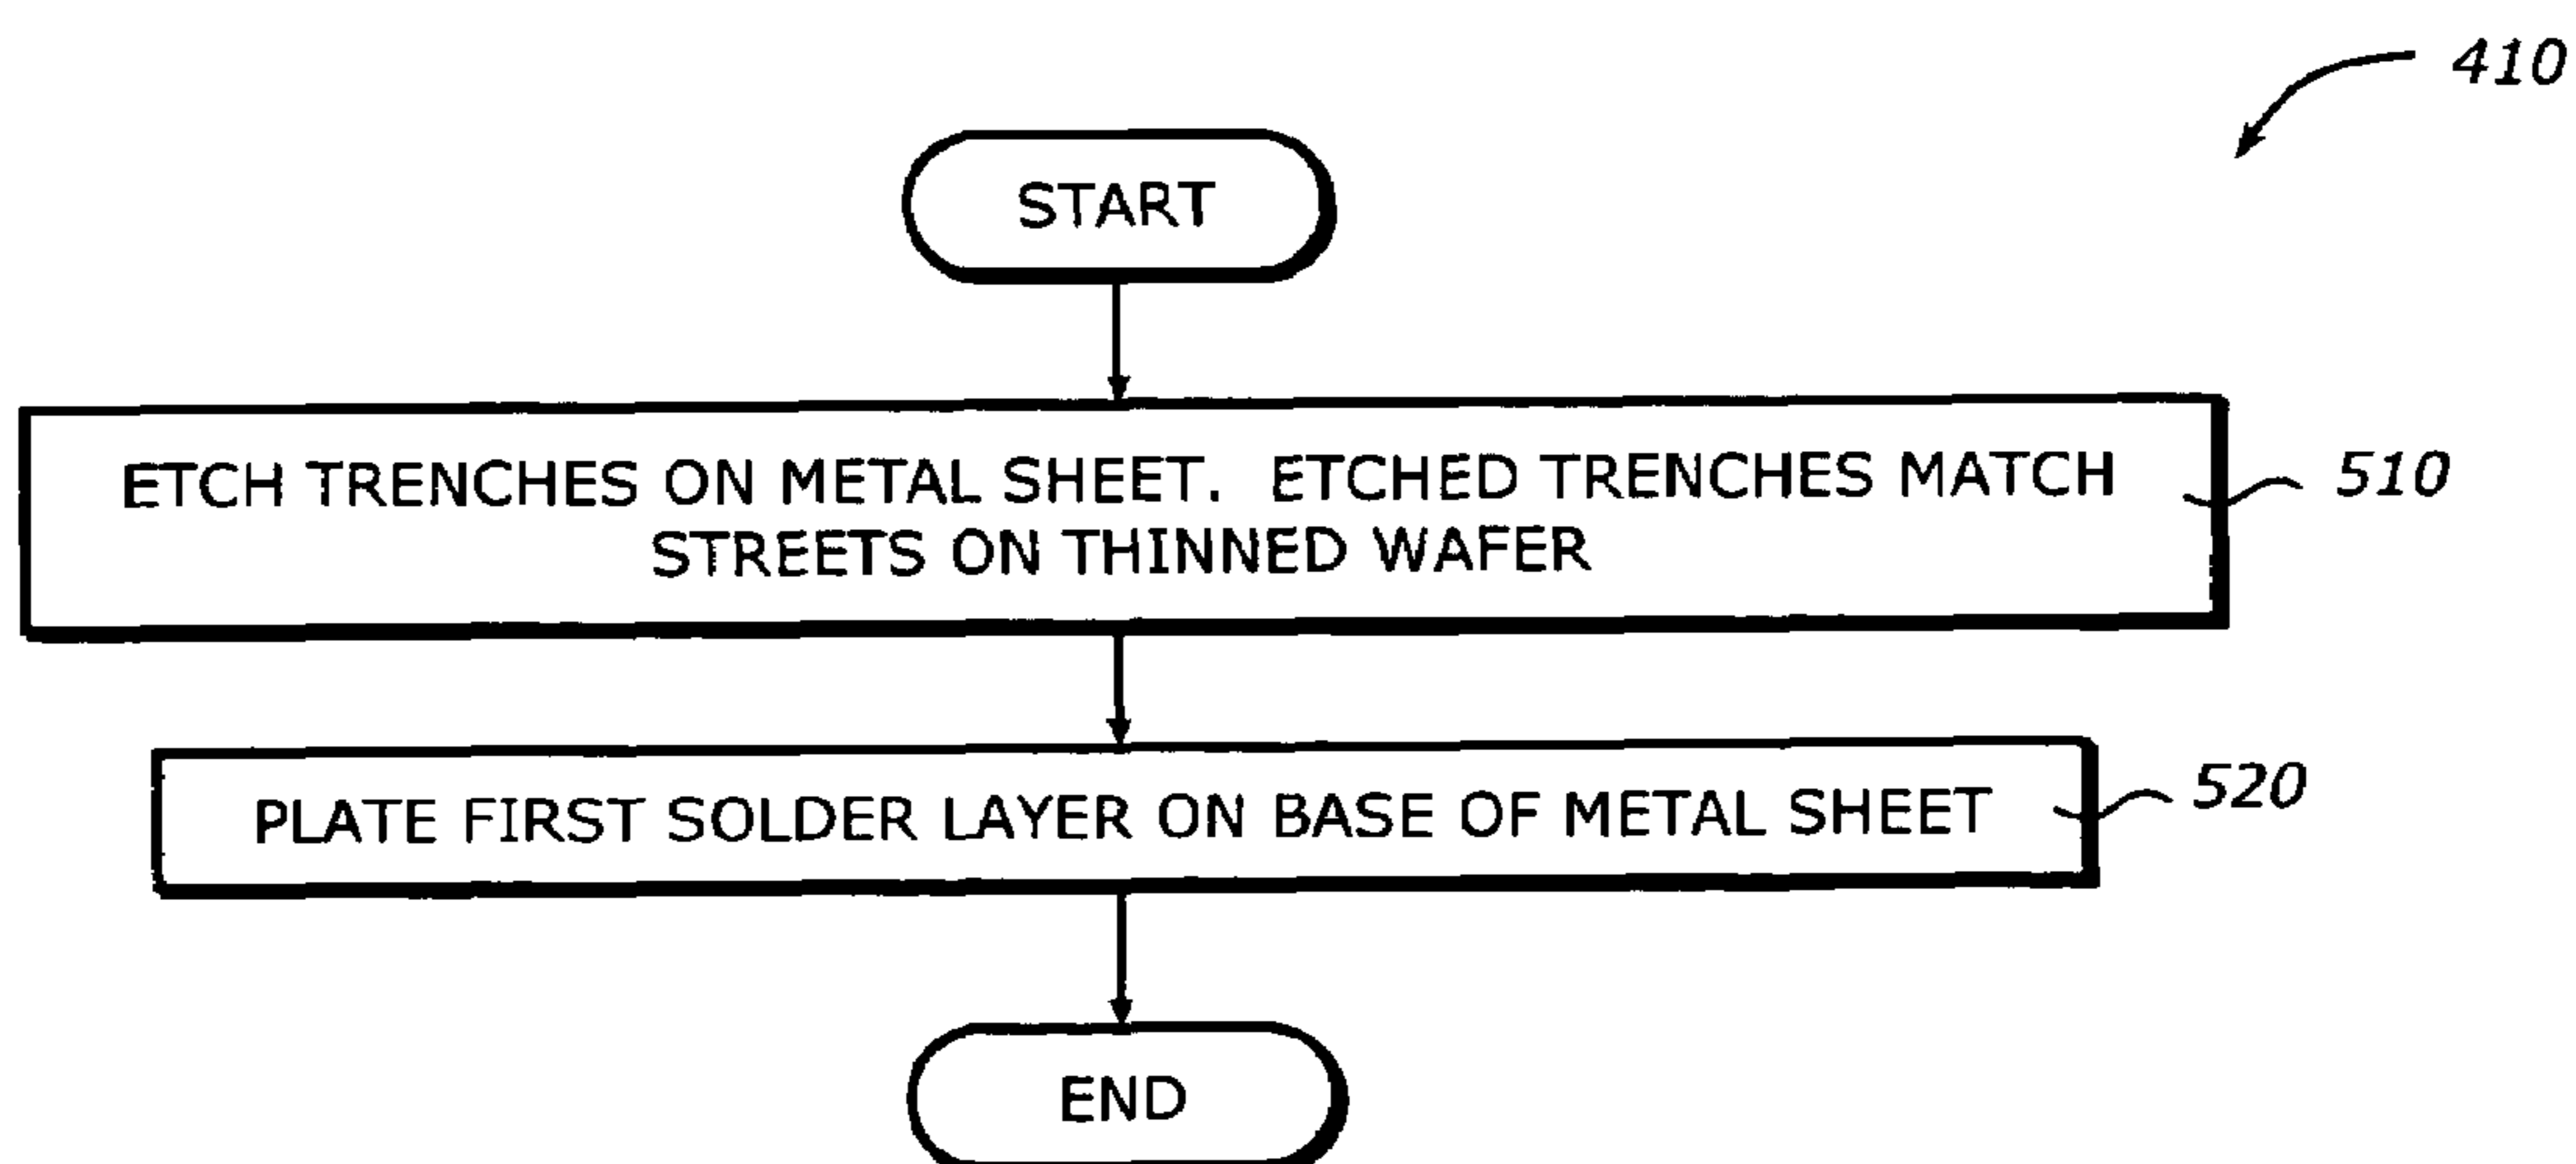 410
START
ETCH TRENCHES ON METAL SHEET. ETCHED TRENCHES MATCH
STREETS ON THINNED WAFER
510
PLATE FIRST SOLDER LAYER ON BASE OF METAL SHEET
520
END